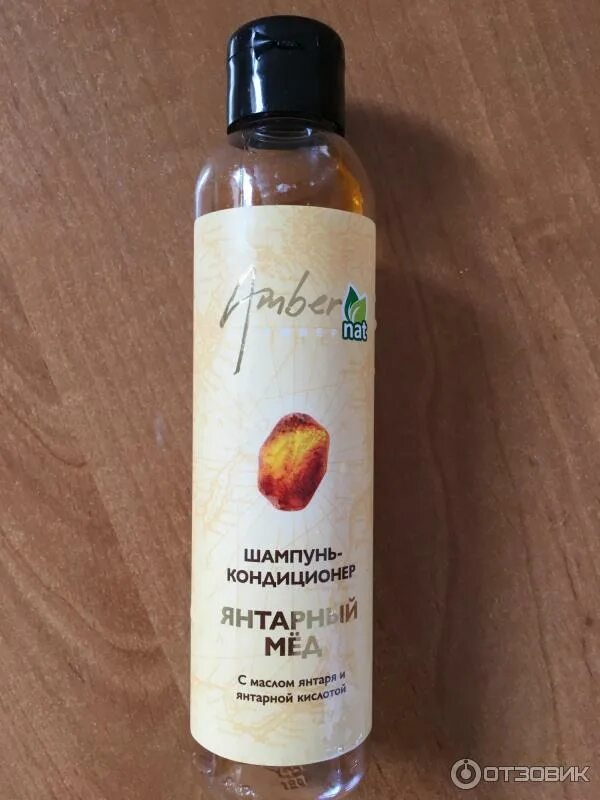 Amber
nat
ШАМПУНЬ-
КОНДИЦИОНЕР
ЯНТАРНЫЙ
МЁД
С маслом янтаря и
янтарной кислотой
ОТЗОВИК